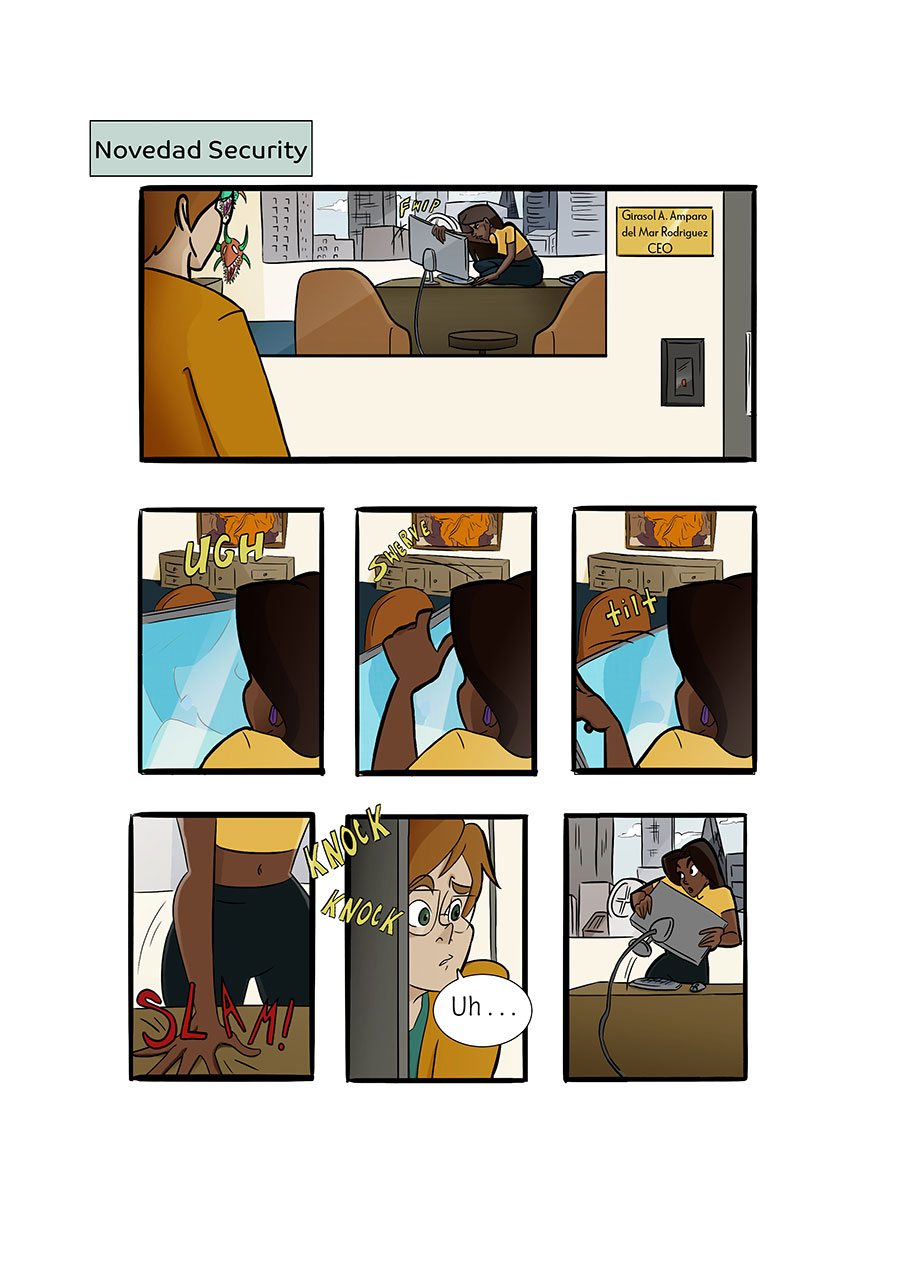 Novedad Security
FWIP
Girasol A. Amparo
del Mar Rodriguez
CEO
UGH
SWERVE
tilt
SLAM!
KNOCK
KNOCK
Uh . . .